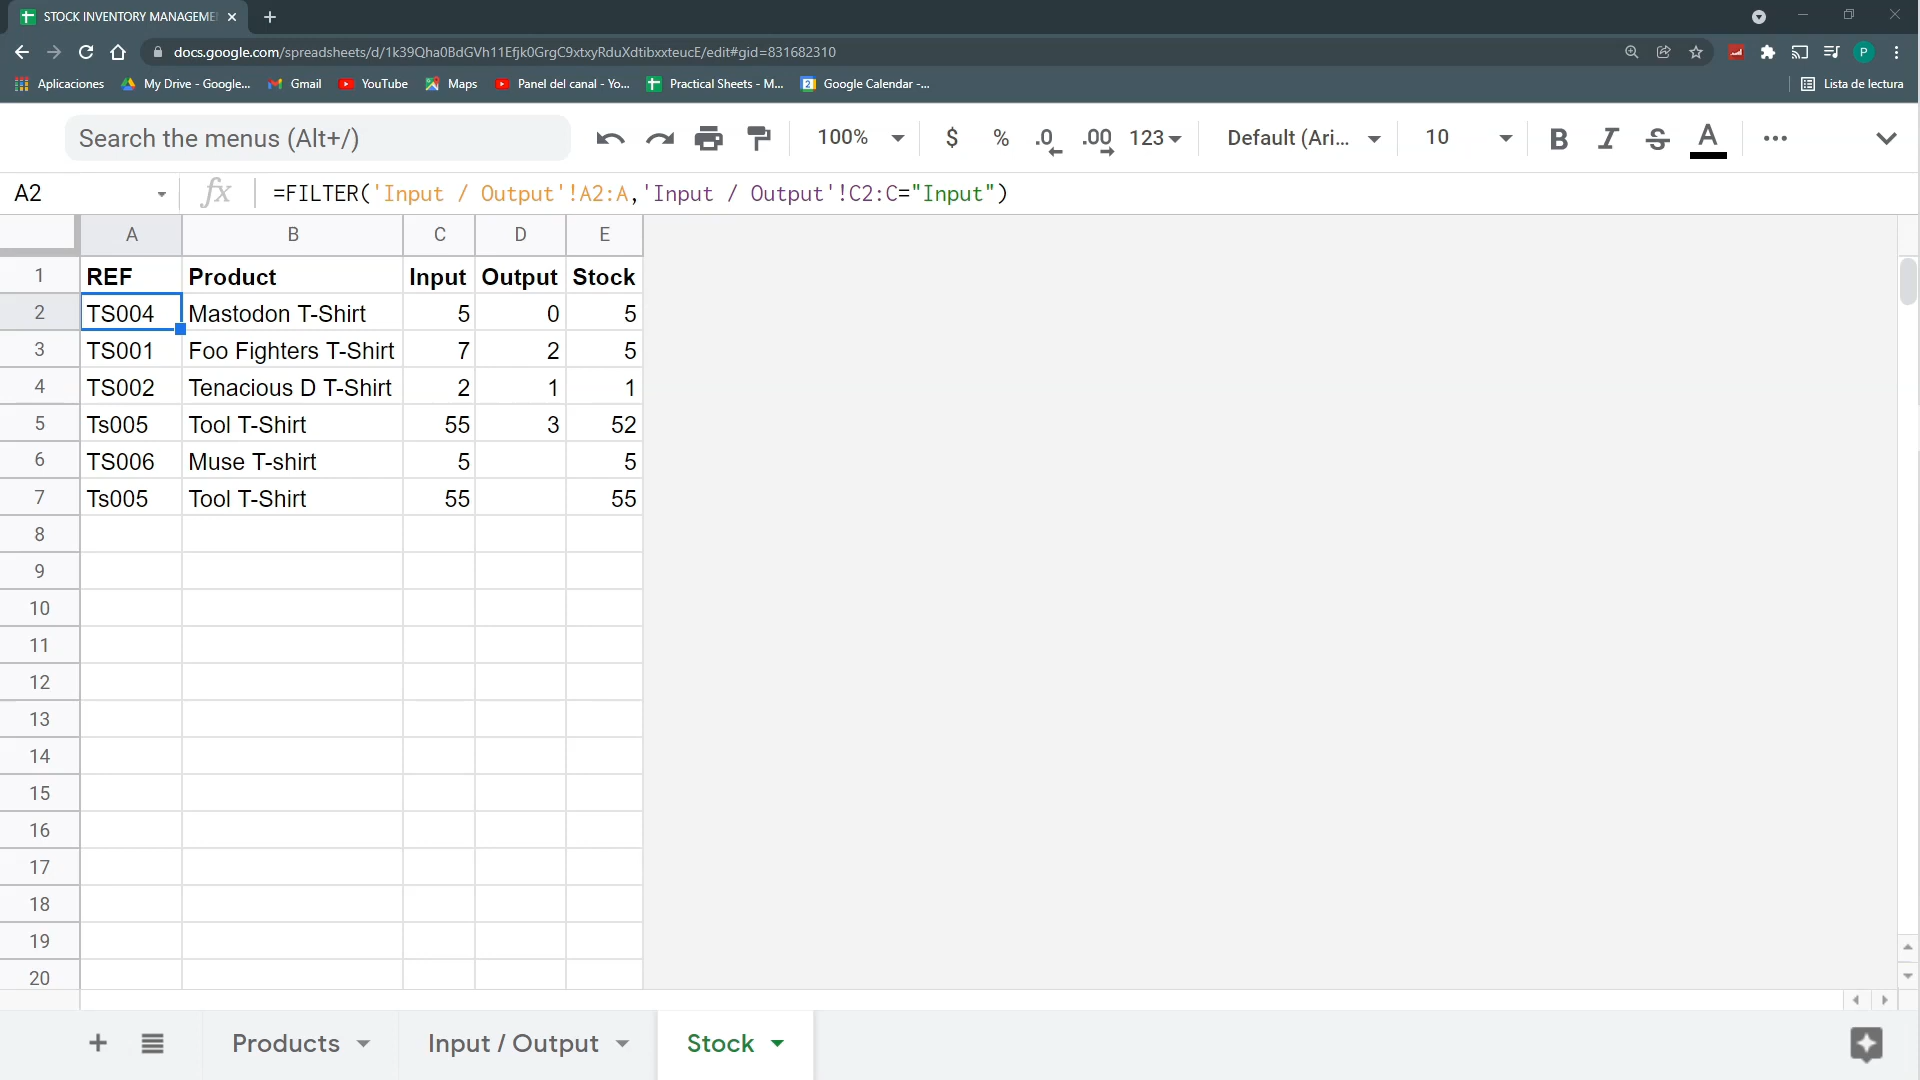 STOCK INVENTORY MANAGEME
docs.google.com/spreadsheets/d/1k39Qha0BdGVh11Efjk0GrgC9xtxyRduXdtibxxteucE/edit#gid=831682310
P
Aplicaciones My Drive - Google... Gmail YouTube Maps Panel del canal - Yo... Practical Sheets - M... Google Calendar -... Lista de lectura
Search the menus (Alt+/) 100% $ % .0 .00 123 Default (Ari... 10 B I S A
A2 fx =FILTER('Input / Output'!A2:A,'Input / Output'!C2:C="Input")
A B C D E
1 REF Product Input Output Stock
2 TS004 Mastodon T-Shirt 5 0 5
3 TS001 Foo Fighters T-Shirt 7 2 5
4 TS002 Tenacious D T-Shirt 2 1 1
5 Ts005 Tool T-Shirt 55 3 52
6 TS006 Muse T-shirt 5 5
7 Ts005 Tool T-Shirt 55 55
8
9
10
11
12
13
14
15
16
17
18
19
20
Products Input / Output Stock